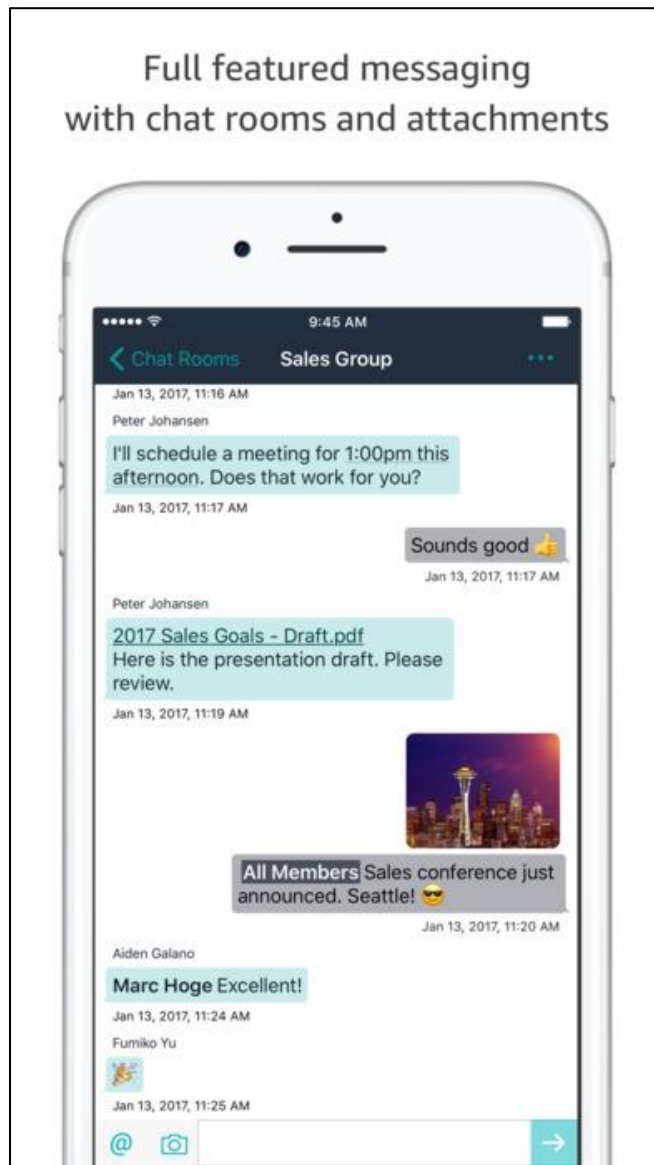 Full featured messaging
with chat rooms and attachments
9:45 AM
Chat Rooms Sales Group
Jan 13, 2017, 11:16 AM
Peter Johansen
I'll schedule a meeting for 1:00pm this
afternoon. Does that work for you?
Jan 13, 2017, 11:17 AM
Sounds good 👍
Jan 13, 2017, 11:17 AM
Peter Johansen
2017 Sales Goals - Draft.pdf
Here is the presentation draft. Please
review.
Jan 13, 2017, 11:19 AM
All Members Sales conference just
announced. Seattle! 😎
Jan 13, 2017, 11:20 AM
Aiden Galano
Marc Hoge Excellent!
Jan 13, 2017, 11:24 AM
Fumiko Yu
🎉
Jan 13, 2017, 11:25 AM
@